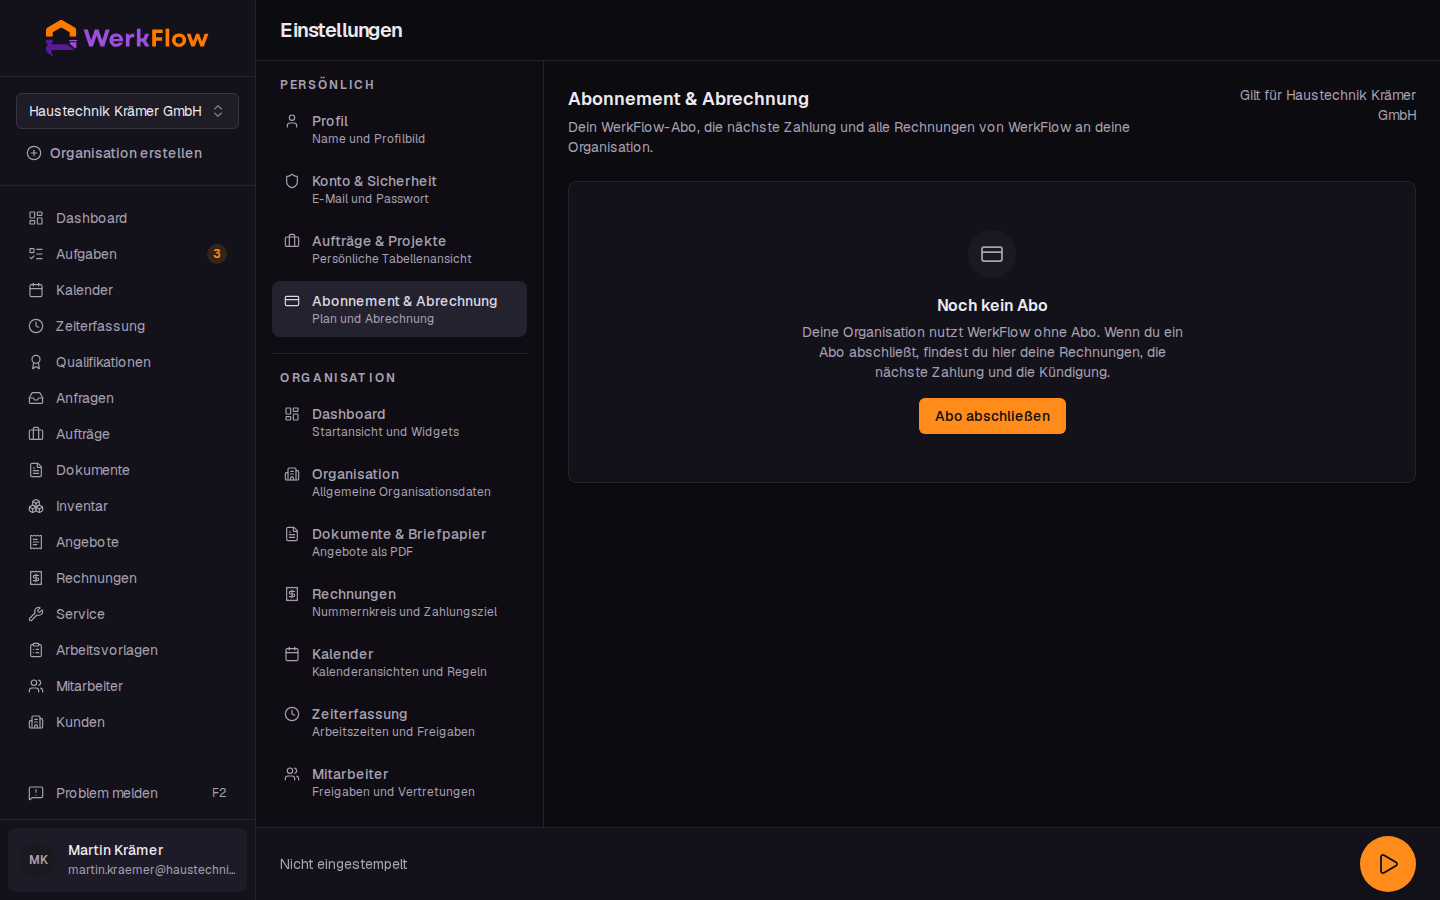 WerkFlow
Haustechnik Krämer GmbH
Organisation erstellen
Dashboard
Aufgaben 3
Kalender
Zeiterfassung
Qualifikationen
Anfragen
Aufträge
Dokumente
Inventar
Angebote
Rechnungen
Service
Arbeitsvorlagen
Mitarbeiter
Kunden
Problem melden F2
MK
Martin Krämer
martin.kraemer@haustechni...
Einstellungen
PERSÖNLICH
Profil
Name und Profilbild
Konto & Sicherheit
E-Mail und Passwort
Aufträge & Projekte
Persönliche Tabellenansicht
Abonnement & Abrechnung
Plan und Abrechnung
ORGANISATION
Dashboard
Startansicht und Widgets
Organisation
Allgemeine Organisationsdaten
Dokumente & Briefpapier
Angebote als PDF
Rechnungen
Nummernkreis und Zahlungsziel
Kalender
Kalenderansichten und Regeln
Zeiterfassung
Arbeitszeiten und Freigaben
Mitarbeiter
Freigaben und Vertretungen
Abonnement & Abrechnung
Dein WerkFlow-Abo, die nächste Zahlung und alle Rechnungen von WerkFlow an deine
Organisation.
Gilt für Haustechnik Krämer
GmbH
Noch kein Abo
Deine Organisation nutzt WerkFlow ohne Abo. Wenn du ein
Abo abschließt, findest du hier deine Rechnungen, die
nächste Zahlung und die Kündigung.
Abo abschließen
Nicht eingestempelt